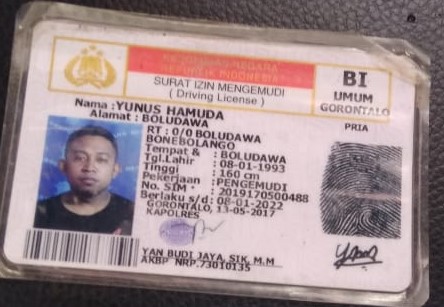 KEPOLISIAN NEGARA
REPUBLIK INDONESIA
SURAT IZIN MENGEMUDI
( Driving License )
BI
UMUM
GORONTALO
PRIA
Nama : YUNUS HAMUDA
Alamat : BOLUDAWA
RT : 0/0 BOLUDAWA
BONEBOLANGO
Tempat & : BOLUDAWA
Tgl.Lahir : 08-01-1993
Tinggi : 160 cm
Pekerjaan : PENGEMUDI
No. SIM : 2019170500488
Berlaku s/d : 08-01-2022
GORONTALO, 13-05-2017
KAPOLRES
YAN BUDI JAYA, SIK, M.M
AKBP NRP.73010135